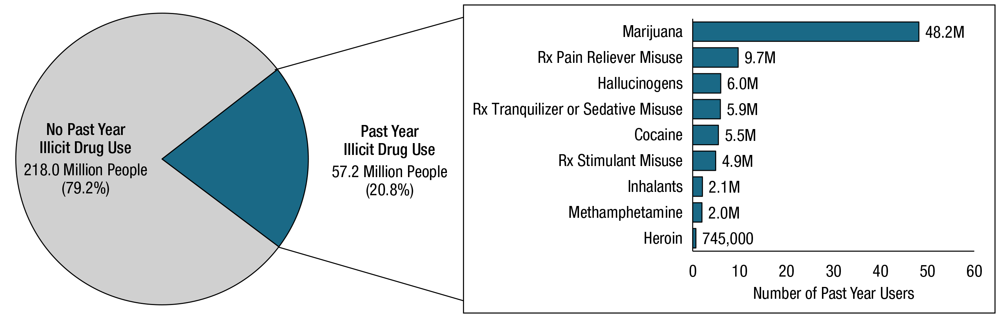 No Past Year
Illicit Drug Use
218.0 Million People
(79.2%)
Past Year
Illicit Drug Use
57.2 Million People
(20.8%)
Marijuana 48.2M
Rx Pain Reliever Misuse 9.7M
Hallucinogens 6.0M
Rx Tranquilizer or Sedative Misuse 5.9M
Cocaine 5.5M
Rx Stimulant Misuse 4.9M
Inhalants 2.1M
Methamphetamine 2.0M
Heroin 745,000
0 10 20 30 40 50 60
Number of Past Year Users